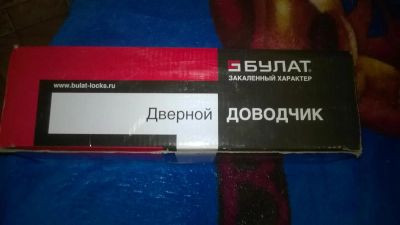 БУЛАТ
ЗАКАЛЕННЫЙ ХАРАКТЕР
www.bulat-locks.ru
Дверной ДОВОДЧИК